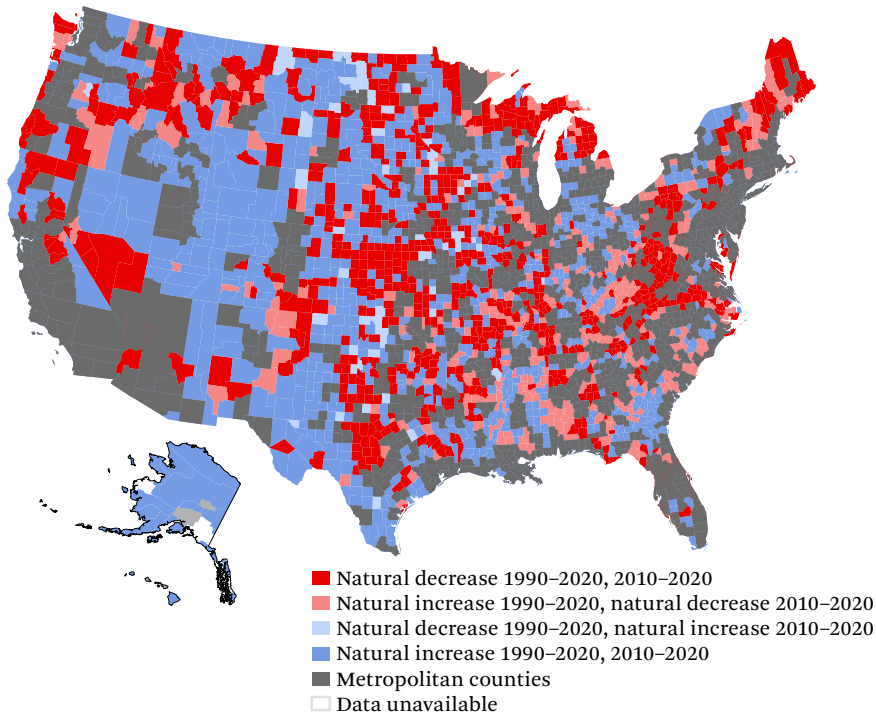 Natural decrease 1990–2020, 2010–2020
Natural increase 1990–2020, natural decrease 2010–2020
Natural decrease 1990–2020, natural increase 2010–2020
Natural increase 1990–2020, 2010–2020
Metropolitan counties
Data unavailable